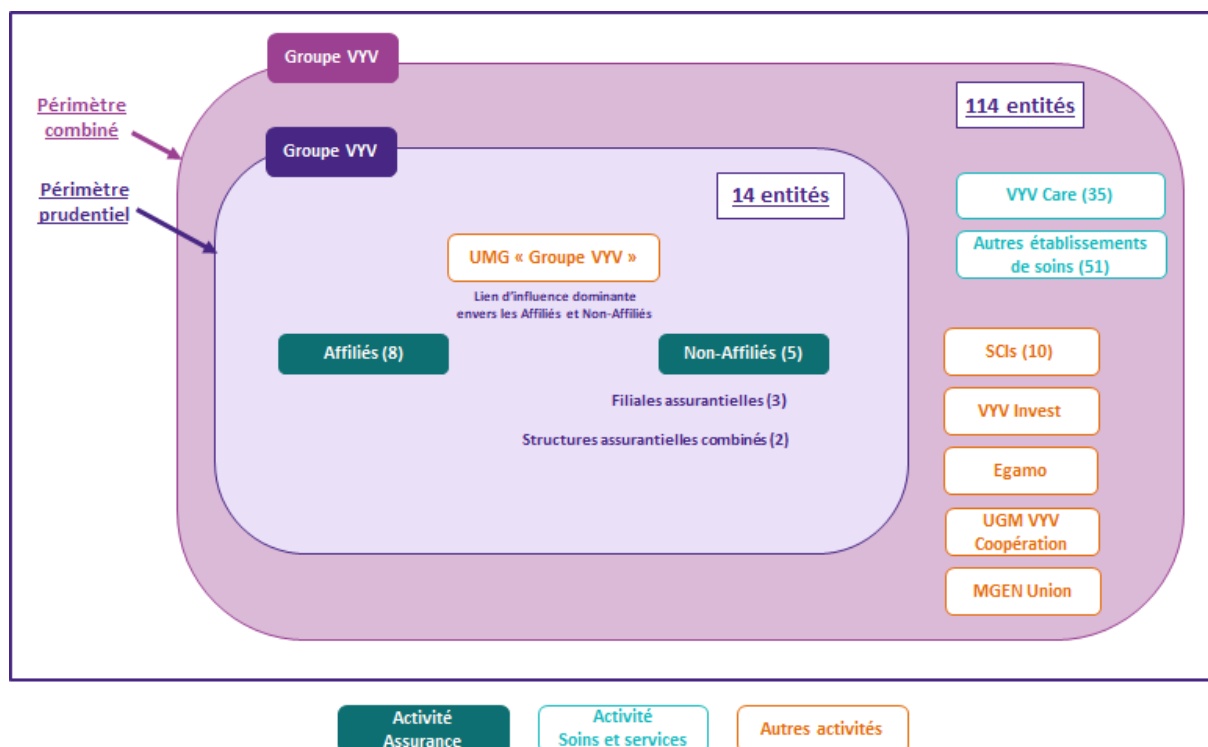 Groupe VYV
Périmètre
combiné
114 entités
Groupe VYV
Périmètre
prudentiel
14 entités
VYV Care (35)
Autres établissements
de soins (51)
UMG « Groupe VYV »
Lien d'influence dominante
envers les Affiliés et Non-Affiliés
Affiliés (8)
Non-Affiliés (5)
SCIs (10)
Filiales assurantielles (3)
VYV Invest
Structures assurantielles combinés (2)
Egamo
UGM VYV
Coopération
MGEN Union
Activité
Assurance
Activité
Soins et services
Autres activités